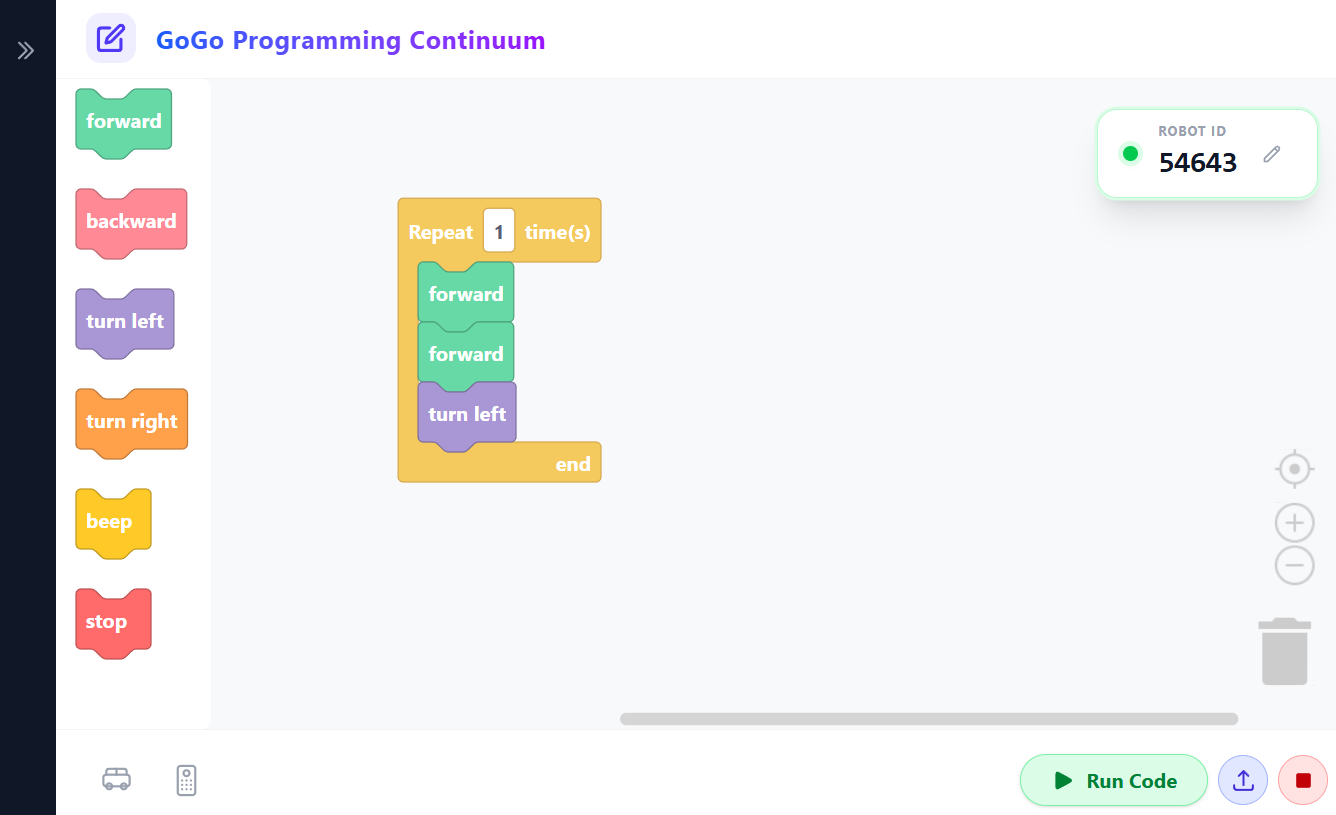 GoGo Programming Continuum
forward
backward
turn left
turn right
beep
stop
Repeat 1 time(s)
forward
forward
turn left
end
ROBOT ID
54643
Run Code